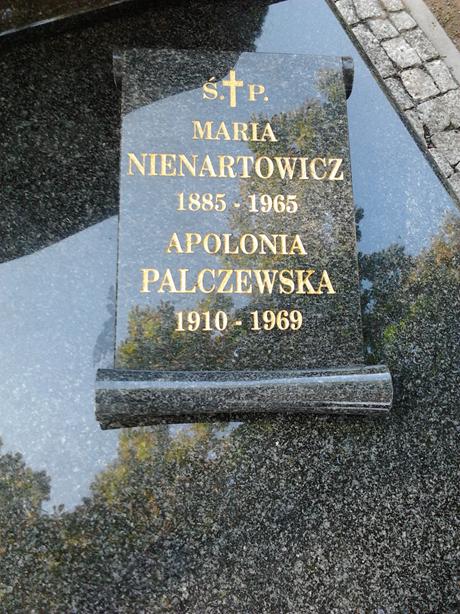 Ś.✝P.
MARIA
NIENARTOWICZ
1885 - 1965
APOLONIA
PALCZEWSKA
1910 - 1969